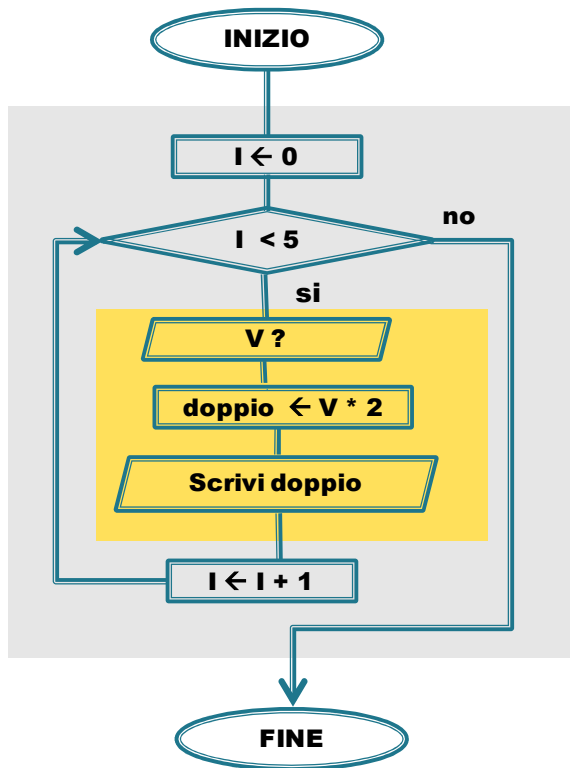 INIZIO
I ← 0
I < 5
no
si
V ?
doppio ← V * 2
Scrivi doppio
I ← I + 1
FINE